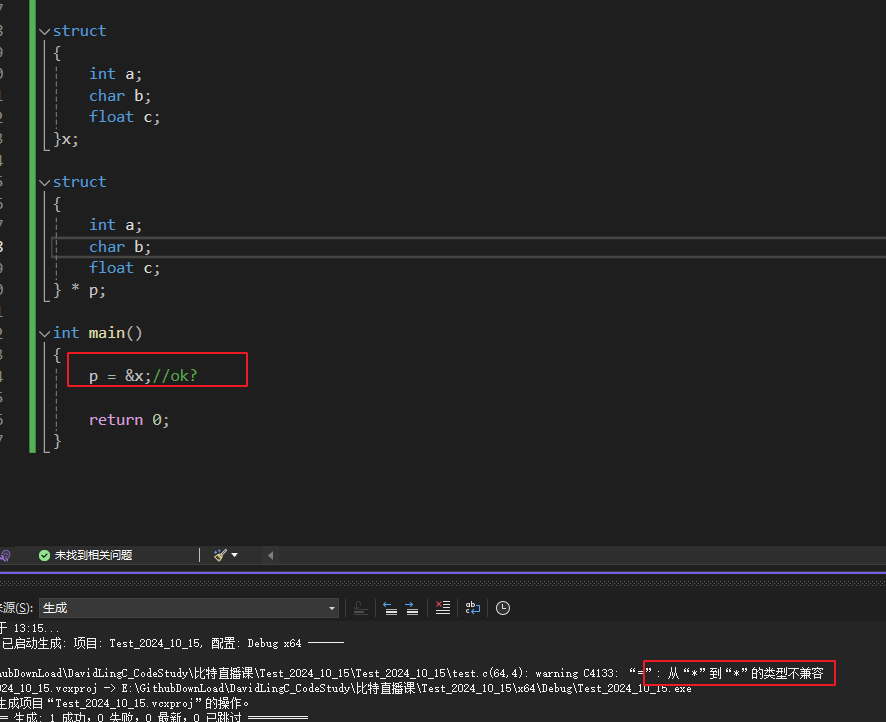 struct
{
int a;
char b;
float c;
}x;
struct
{
int a;
char b;
float c;
} * p;
int main()
{
p = &x;//ok?
return 0;
}
未找到相关问题
源(S): 生成
于 13:15...
已启动生成: 项目: Test_2024_10_15, 配置: Debug x64 ------
hubDownLoad\DavidLingC_CodeStudy\比特直播课\Test_2024_10_15\Test_2024_10_15\test.c(64,4): warning C4133: “=”: 从“*”到“*”的类型不兼容
024_10_15.vcxproj -> E:\GithubDownLoad\DavidLingC_CodeStudy\比特直播课\Test_2024_10_15\x64\Debug\Test_2024_10_15.exe
生成项目“Test_2024_10_15.vcxproj”的操作。
= 生成: 1 成功，0 失败，0 最新，0 已跳过 ==========